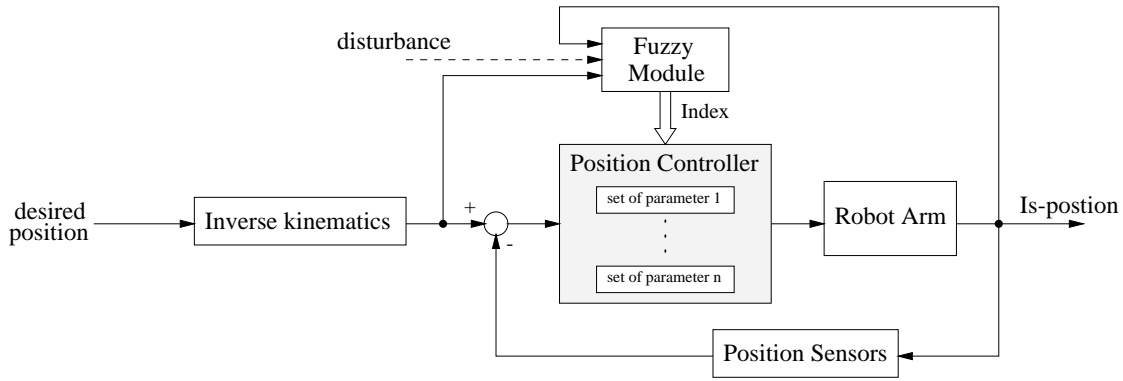 disturbance
Fuzzy
Module
Index
Position Controller
set of parameter 1
set of parameter n
desired
position
Inverse kinematics
+
-
Robot Arm
Is-postion
Position Sensors